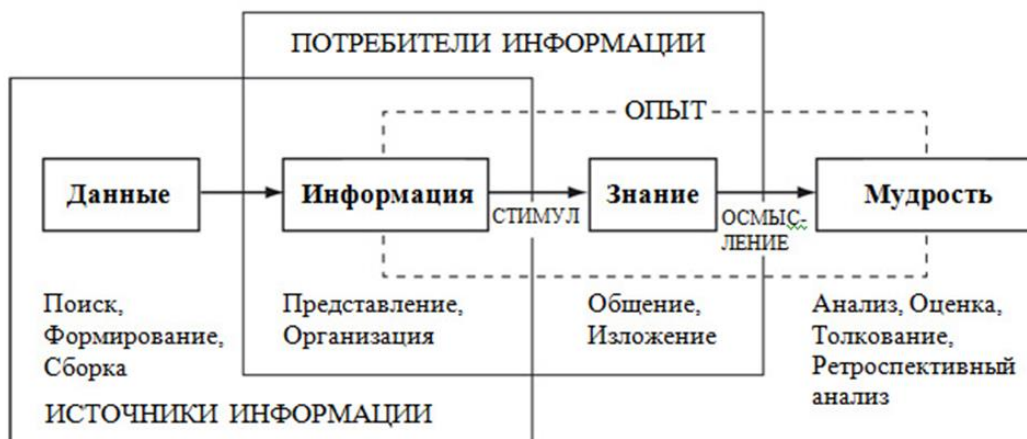 ПОТРЕБИТЕЛИ ИНФОРМАЦИИ
ОПЫТ
Данные
Информация
СТИМУЛ
Знание
ОСМЫС-
ЛЕНИЕ
Мудрость
Поиск,
Формирование,
Сборка
Представление,
Организация
Общение,
Изложение
Анализ, Оценка,
Толкование,
Ретроспективный
анализ
ИСТОЧНИКИ ИНФОРМАЦИИ